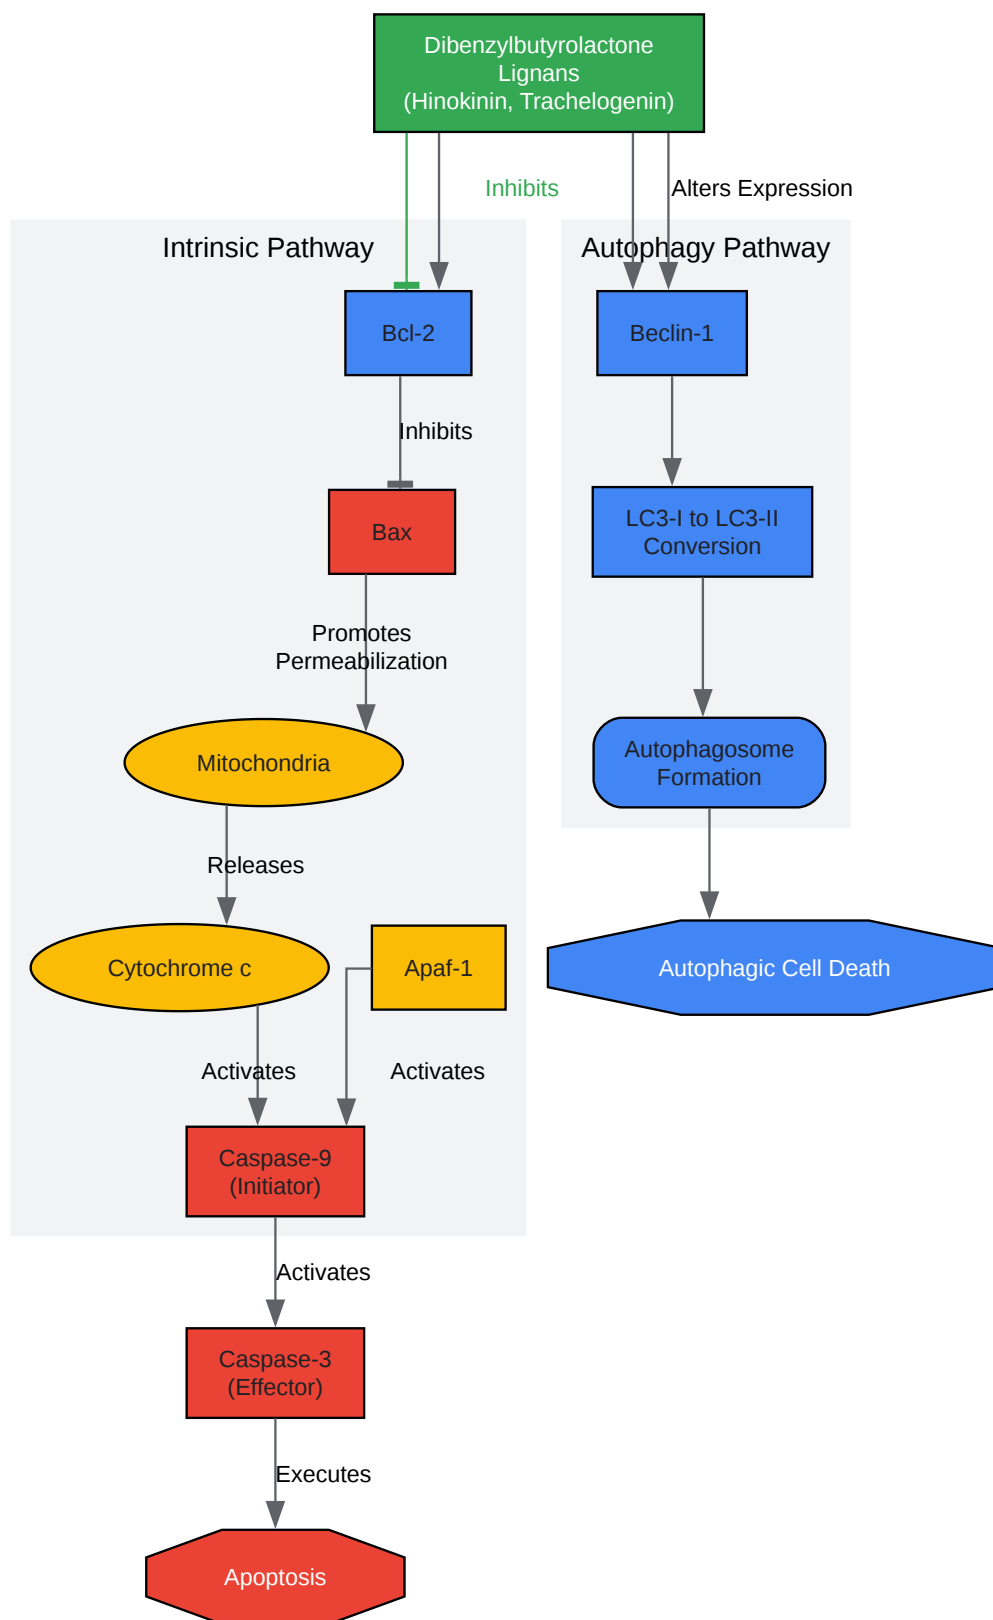 Dibenzylbutyrolactone
Lignans
(Hinokinin, Trachelogenin)
Inhibits
Alters Expression
Intrinsic Pathway
Autophagy Pathway
Bcl-2
Beclin-1
Inhibits
Bax
LC3-I to LC3-II
Conversion
Promotes
Permeabilization
Mitochondria
Autophagosome
Formation
Releases
Cytochrome c
Apaf-1
Autophagic Cell Death
Activates
Activates
Caspase-9
(Initiator)
Activates
Caspase-3
(Effector)
Executes
Apoptosis